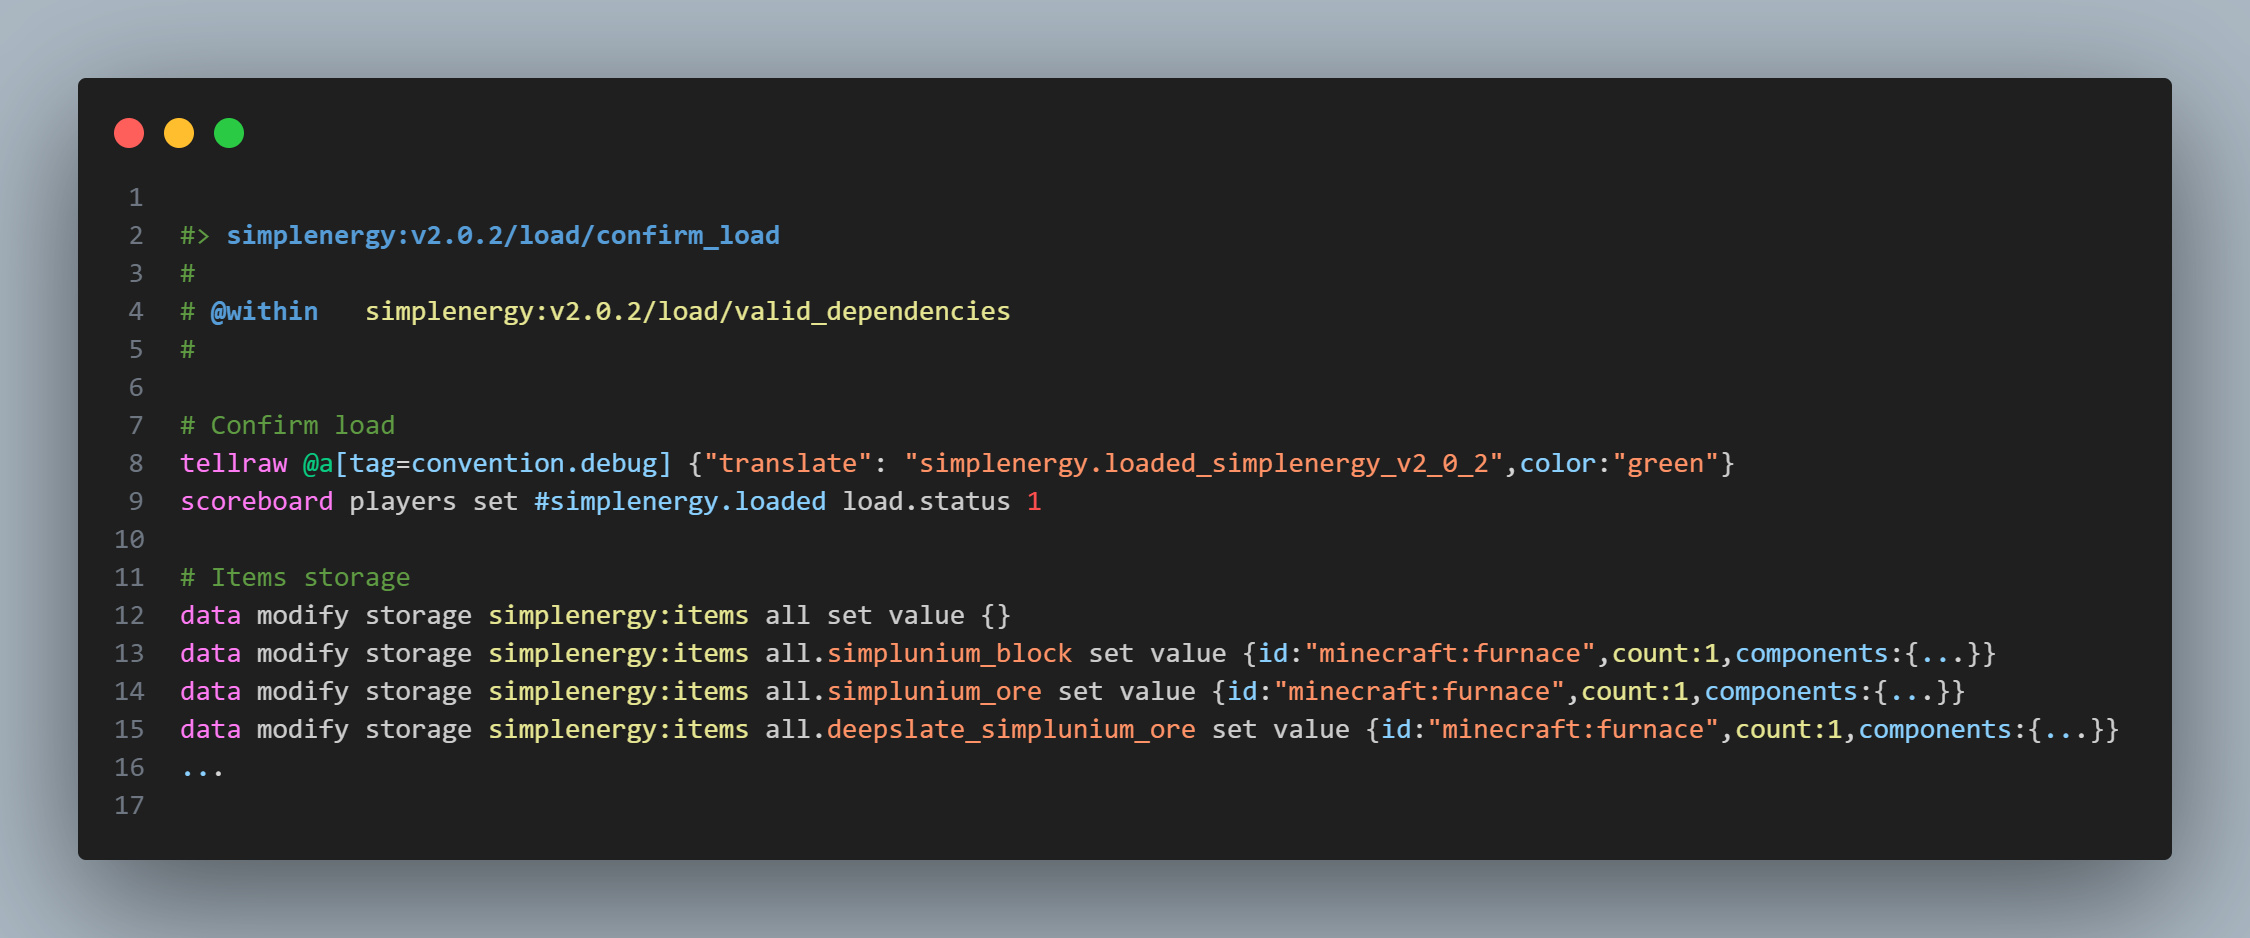 1
2 #> simplenergy:v2.0.2/load/confirm_load
3 #
4 # @within   simplenergy:v2.0.2/load/valid_dependencies
5 #
6
7 # Confirm load
8 tellraw @a[tag=convention.debug] {"translate": "simplenergy.loaded_simplenergy_v2_0_2",color:"green"}
9 scoreboard players set #simplenergy.loaded load.status 1
10
11 # Items storage
12 data modify storage simplenergy:items all set value {}
13 data modify storage simplenergy:items all.simplunium_block set value {id:"minecraft:furnace",count:1,components:{...}}
14 data modify storage simplenergy:items all.simplunium_ore set value {id:"minecraft:furnace",count:1,components:{...}}
15 data modify storage simplenergy:items all.deepslate_simplunium_ore set value {id:"minecraft:furnace",count:1,components:{...}}
16 ...
17